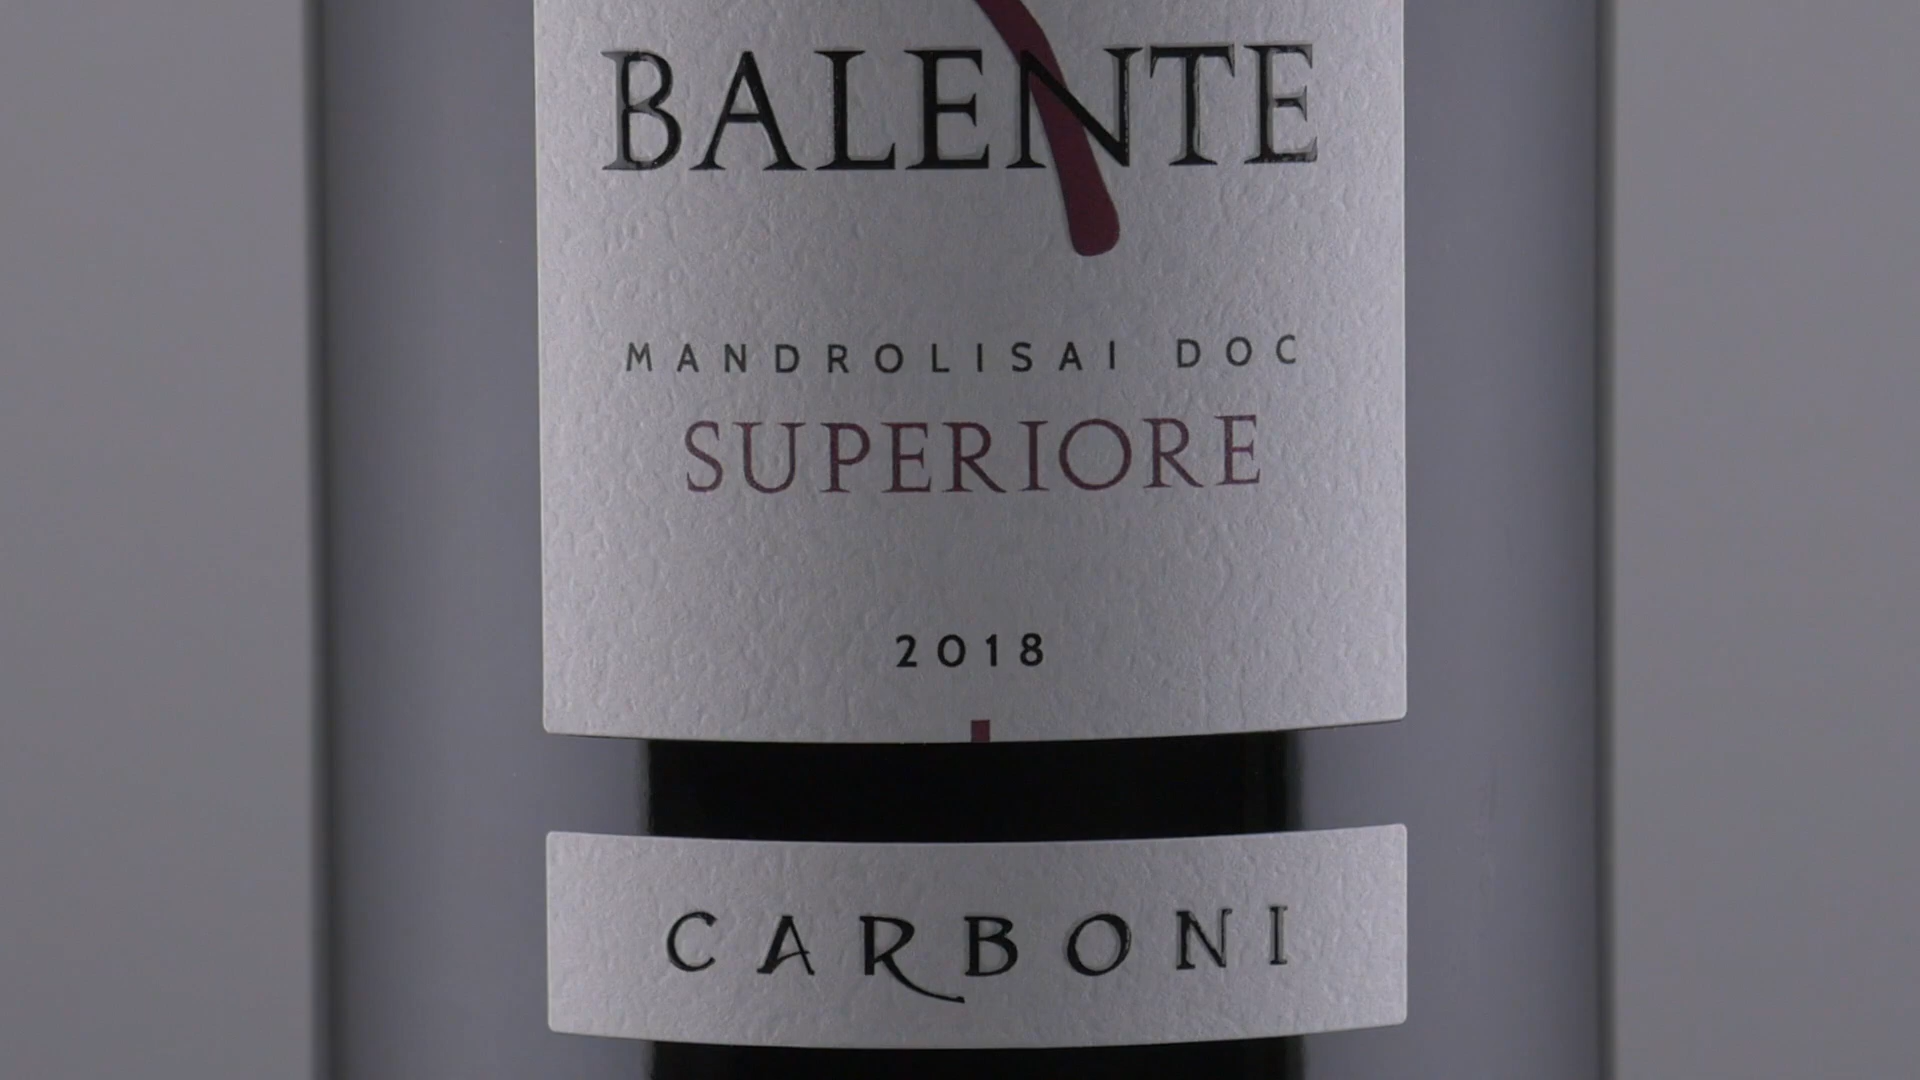 BALENTE
MANDROLISAI DOC
SUPERIORE
2018
CARBONI